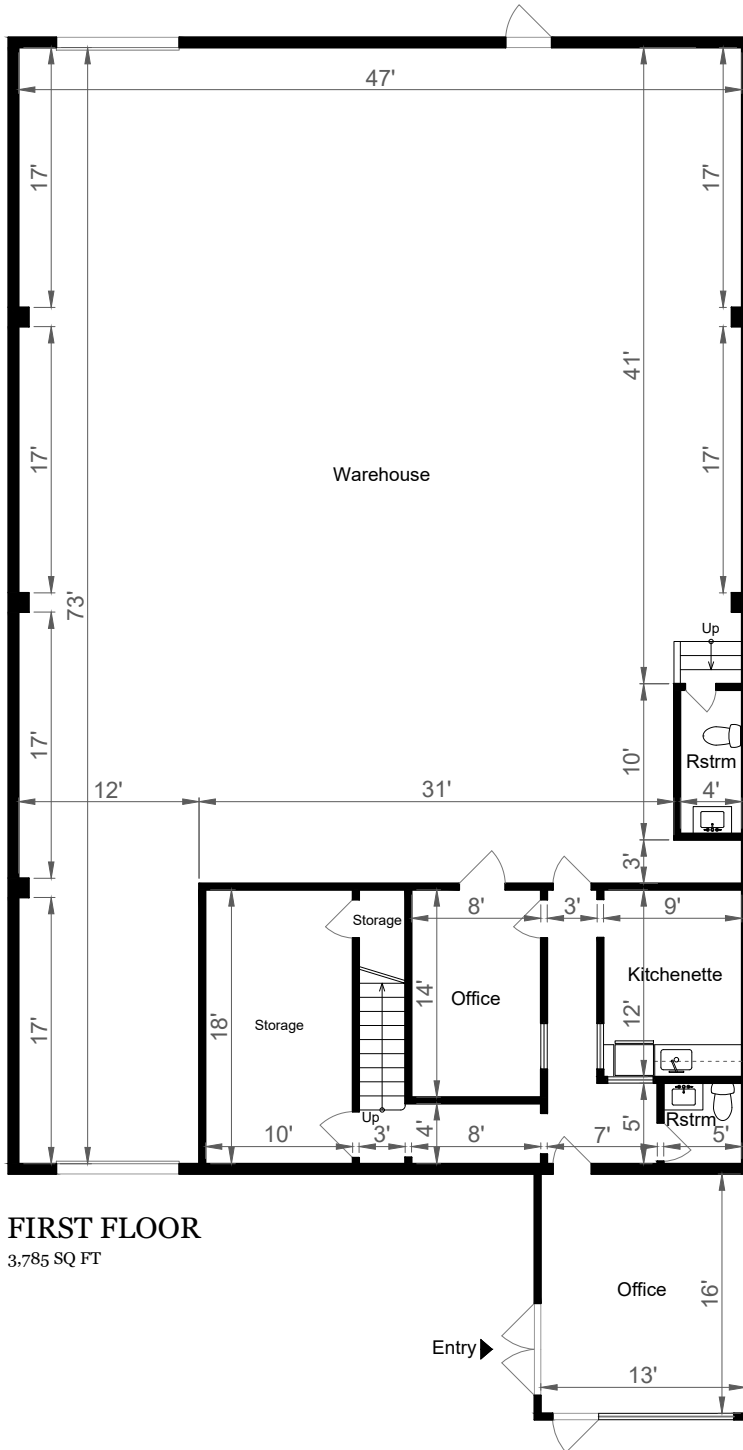 47'
17'
17'
41'
Warehouse
17'
17'
73'
Up
17'
10'
Rstrm
12'
31'
4'
3'
Storage
8'
3'
9'
Kitchenette
14'
Office
12'
17'
18'
Storage
Up
Rstrm
10'
3'
4'
8'
7'
5'
5'
FIRST FLOOR
3,785 SQ FT
Office
16'
Entry
13'